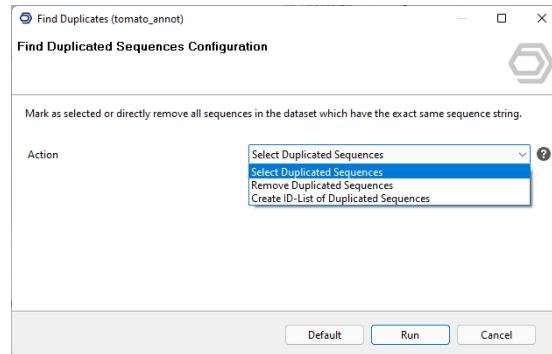 Find Duplicates (tomato_annot)
Find Duplicated Sequences Configuration
Mark as selected or directly remove all sequences in the dataset which have the exact same sequence string.
Action
Select Duplicated Sequences
Select Duplicated Sequences
Remove Duplicated Sequences
Create ID-List of Duplicated Sequences
Default Run Cancel